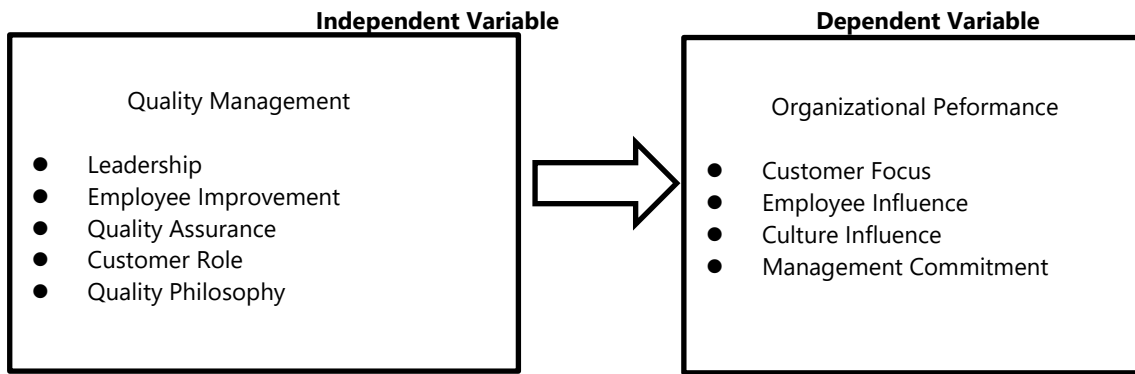 Independent Variable
Dependent Variable
Quality Management
● Leadership
● Employee Improvement
● Quality Assurance
● Customer Role
● Quality Philosophy
Organizational Peformance
● Customer Focus
● Employee Influence
● Culture Influence
● Management Commitment